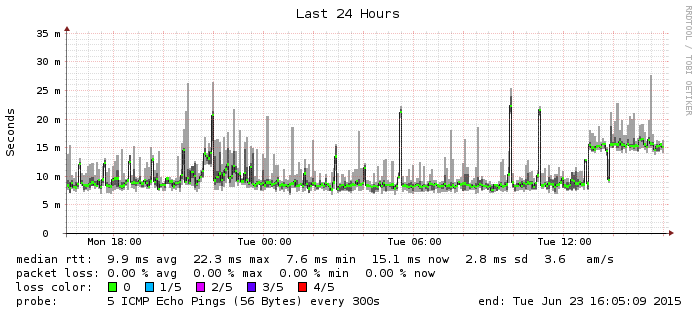 Last 24 Hours
RRDTOOL / TOBI OETIKER
Seconds
35 m
30 m
25 m
20 m
15 m
10 m
5 m
0
Mon 18:00 Tue 00:00 Tue 06:00 Tue 12:00
median rtt: 9.9 ms avg 22.3 ms max 7.6 ms min 15.1 ms now 2.8 ms sd 3.6 am/s
packet loss: 0.00 % avg 0.00 % max 0.00 % min 0.00 % now
loss color: 0 1/5 2/5 3/5 4/5
probe: 5 ICMP Echo Pings (56 Bytes) every 300s end: Tue Jun 23 16:05:09 2015